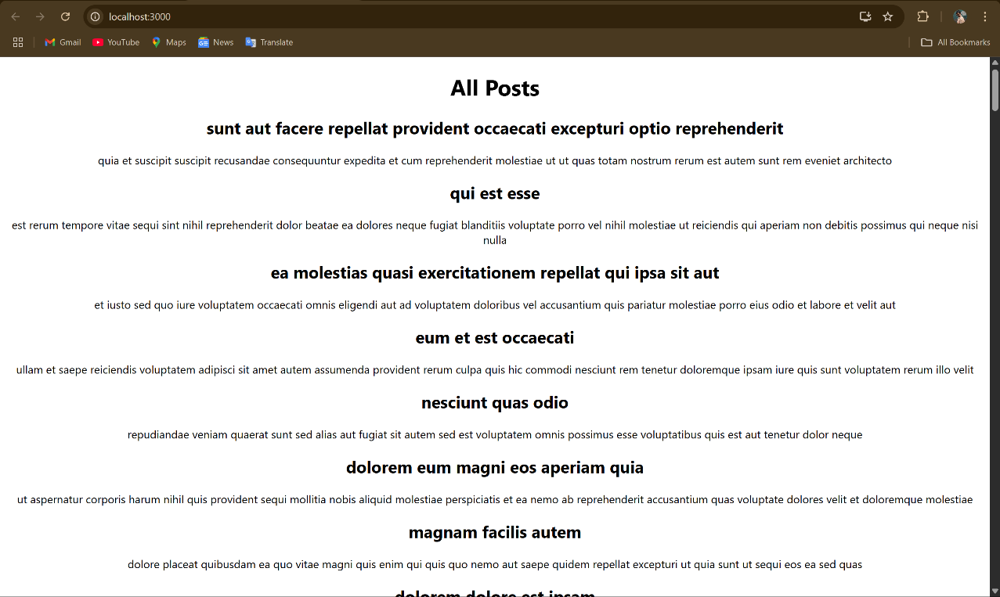 localhost:3000
Gmail YouTube Maps News Translate All Bookmarks
All Posts
sunt aut facere repellat provident occaecati excepturi optio reprehenderit
quia et suscipit suscipit recusandae consequuntur expedita et cum reprehenderit molestiae ut ut quas totam nostrum rerum est autem sunt rem eveniet architecto
qui est esse
est rerum tempore vitae sequi sint nihil reprehenderit dolor beatae ea dolores neque fugiat blanditiis voluptate porro vel nihil molestiae ut reiciendis qui aperiam non debitis possimus qui neque nisi
nulla
ea molestias quasi exercitationem repellat qui ipsa sit aut
et iusto sed quo iure voluptatem occaecati omnis eligendi aut ad voluptatem doloribus vel accusantium quis pariatur molestiae porro eius odio et labore et velit aut
eum et est occaecati
ullam et saepe reiciendis voluptatem adipisci sit amet autem assumenda provident rerum culpa quis hic commodi nesciunt rem tenetur doloremque ipsam iure quis sunt voluptatem rerum illo velit
nesciunt quas odio
repudiandae veniam quaerat sunt sed alias aut fugiat sit autem sed est voluptatem omnis possimus esse voluptatibus quis est aut tenetur dolor neque
dolorem eum magni eos aperiam quia
ut aspernatur corporis harum nihil quis provident sequi mollitia nobis aliquid molestiae perspiciatis et ea nemo ab reprehenderit accusantium quas voluptate dolores velit et doloremque molestiae
magnam facilis autem
dolore placeat quibusdam ea quo vitae magni quis enim qui quis quo nemo aut saepe quidem repellat excepturi ut quia sunt ut sequi eos ea sed quas
dolorem dolore est ipsam